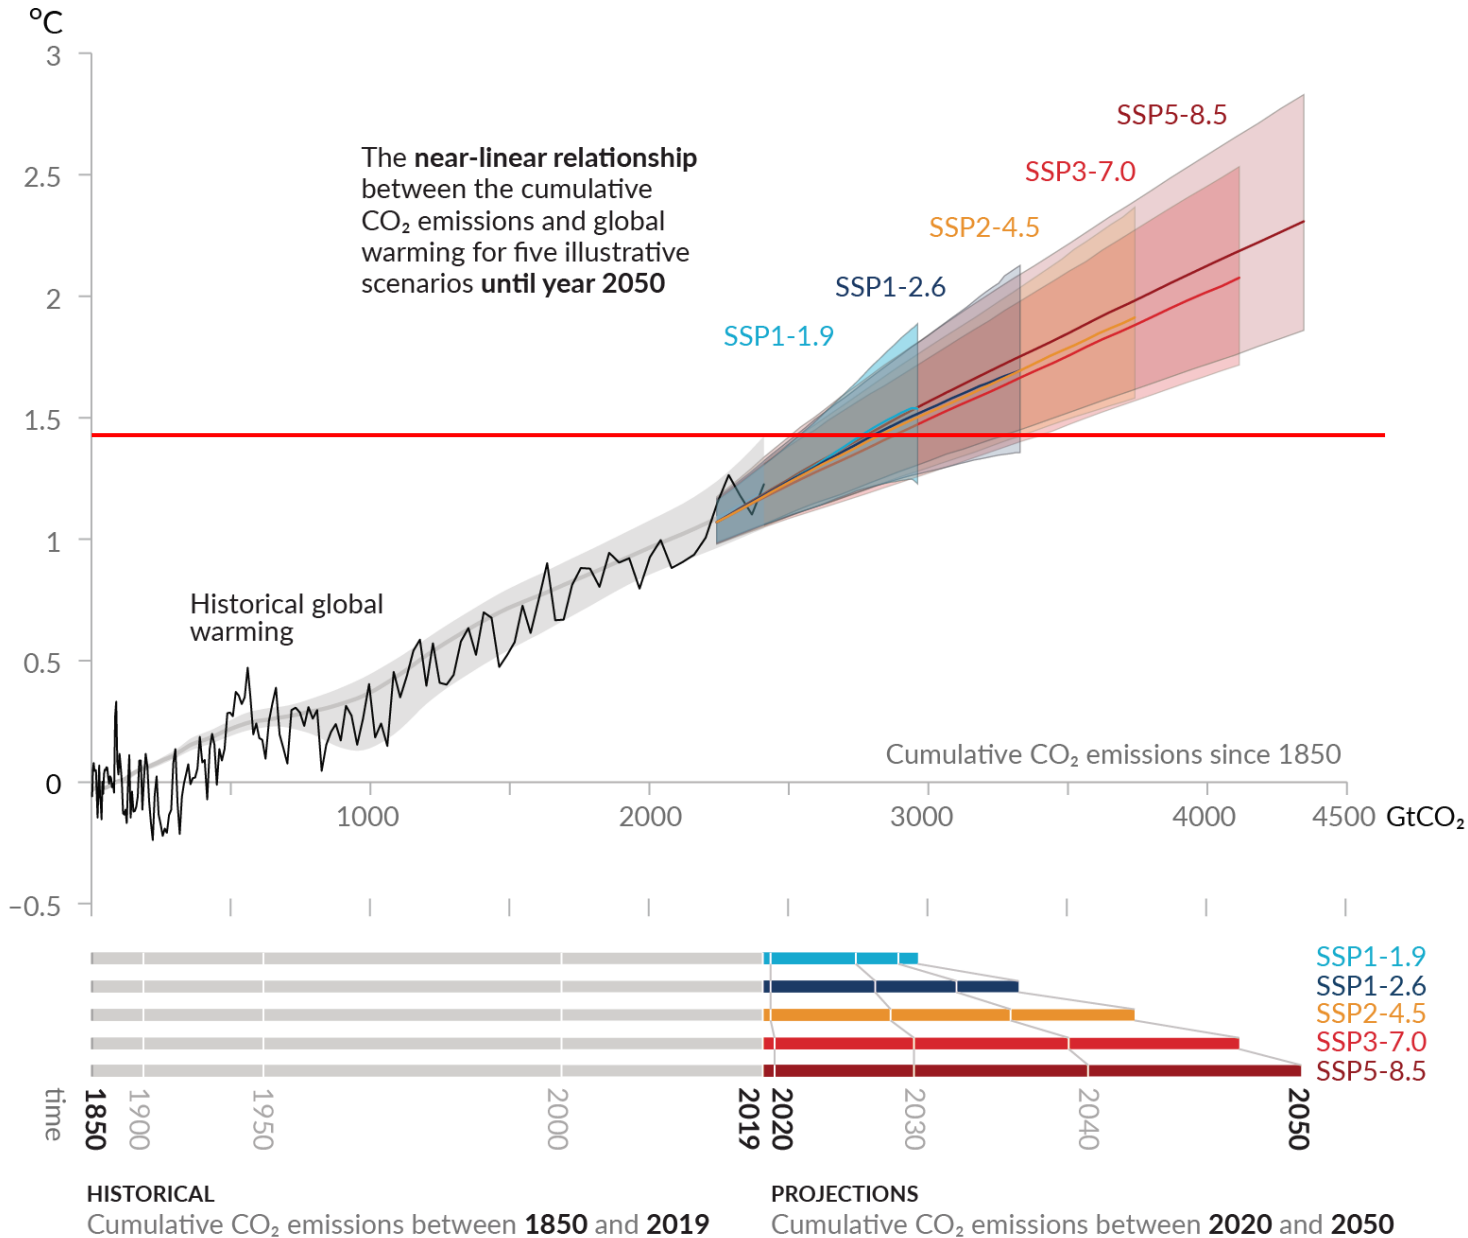 ºC
3
2.5
2
1.5
1
0.5
0
–0.5
The near-linear relationship
between the cumulative
CO₂ emissions and global
warming for five illustrative
scenarios until year 2050
SSP5-8.5
SSP3-7.0
SSP2-4.5
SSP1-2.6
SSP1-1.9
Historical global
warming
Cumulative CO₂ emissions since 1850
1000
2000
3000
4000
4500
GtCO₂
SSP1-1.9
SSP1-2.6
SSP2-4.5
SSP3-7.0
SSP5-8.5
time
1850
1900
1950
2000
2019
2020
2030
2040
2050
HISTORICAL
Cumulative CO₂ emissions between 1850 and 2019
PROJECTIONS
Cumulative CO₂ emissions between 2020 and 2050